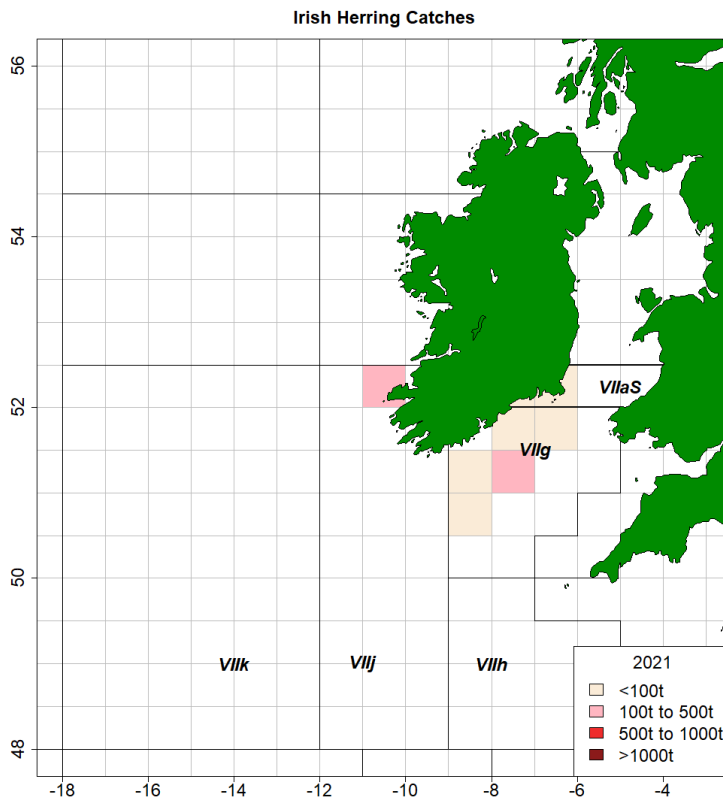 Irish Herring Catches
56
54
52
50
48
VIIaS
VIIg
VIIk
VIIj
VIIh
2021
<100t
100t to 500t
500t to 1000t
>1000t
-18
-16
-14
-12
-10
-8
-6
-4